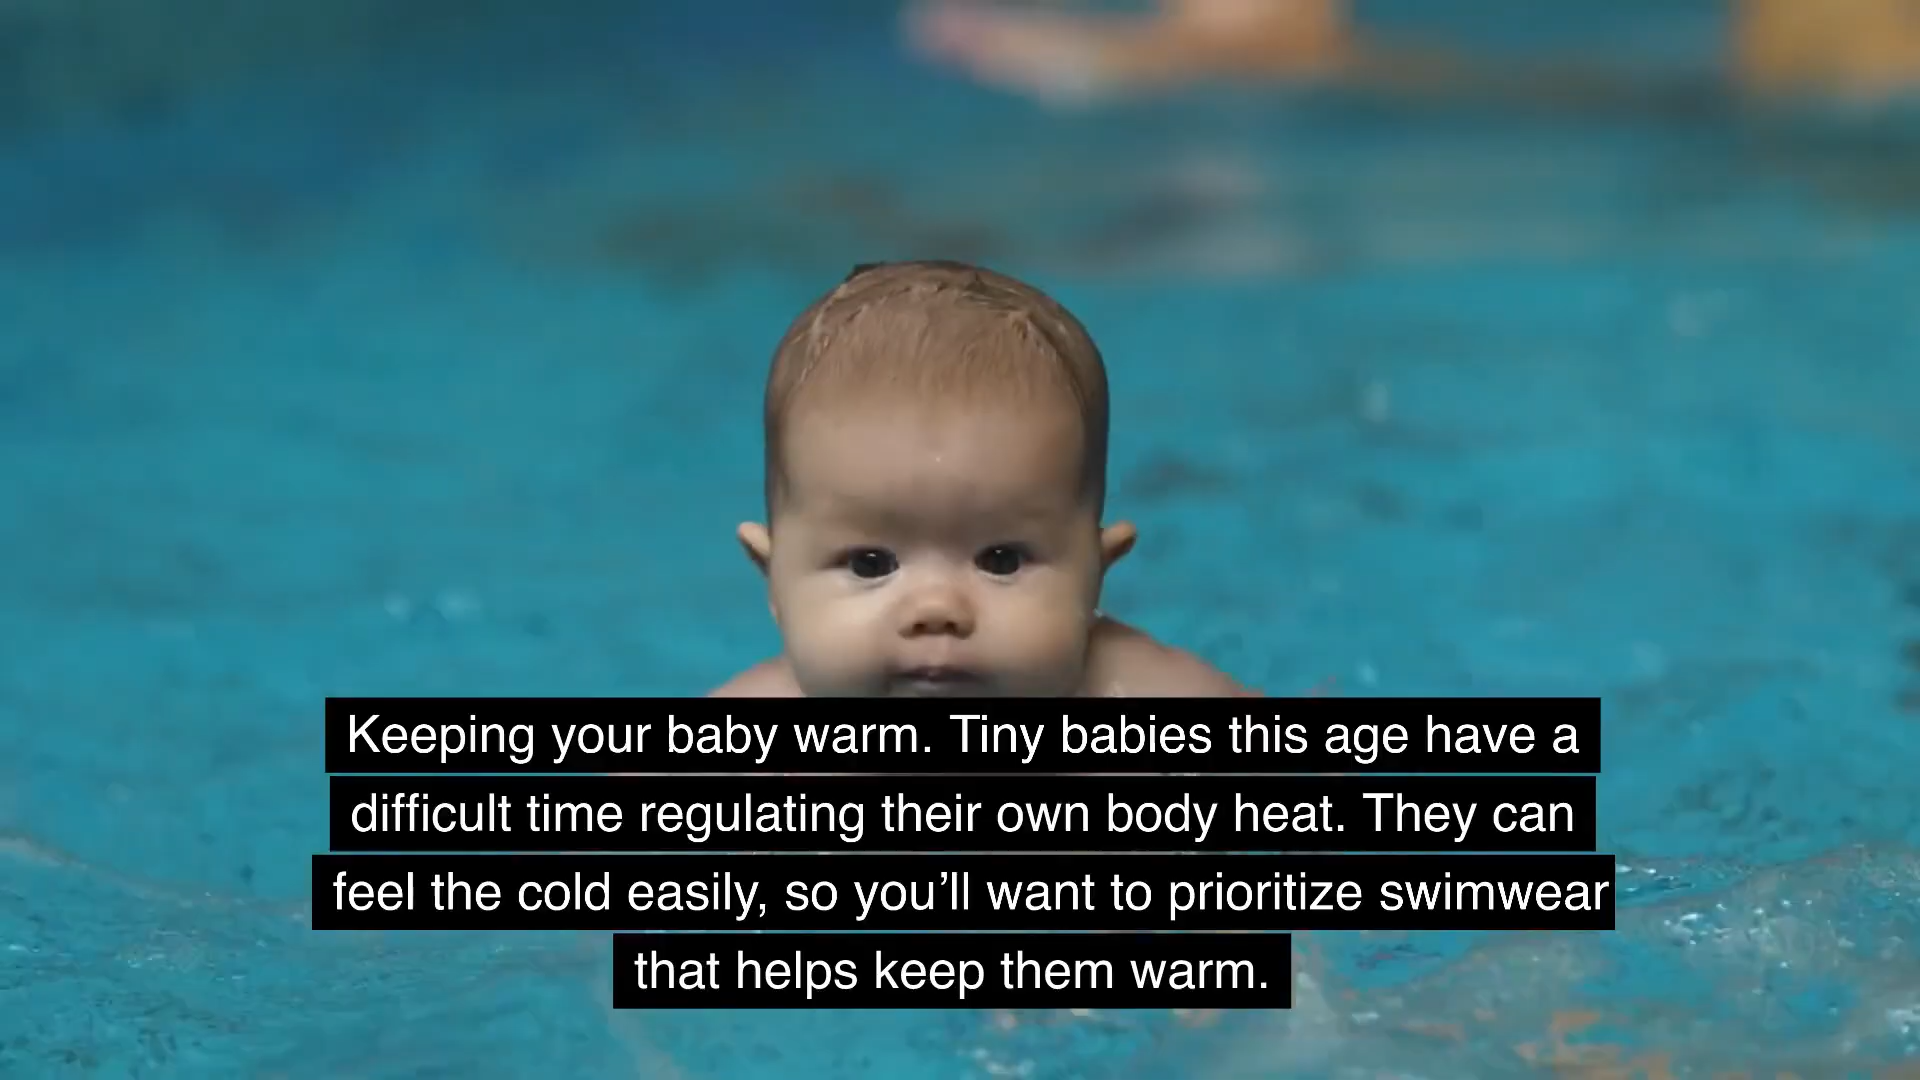 Keeping your baby warm. Tiny babies this age have a
difficult time regulating their own body heat. They can
feel the cold easily, so you’ll want to prioritize swimwear
that helps keep them warm.